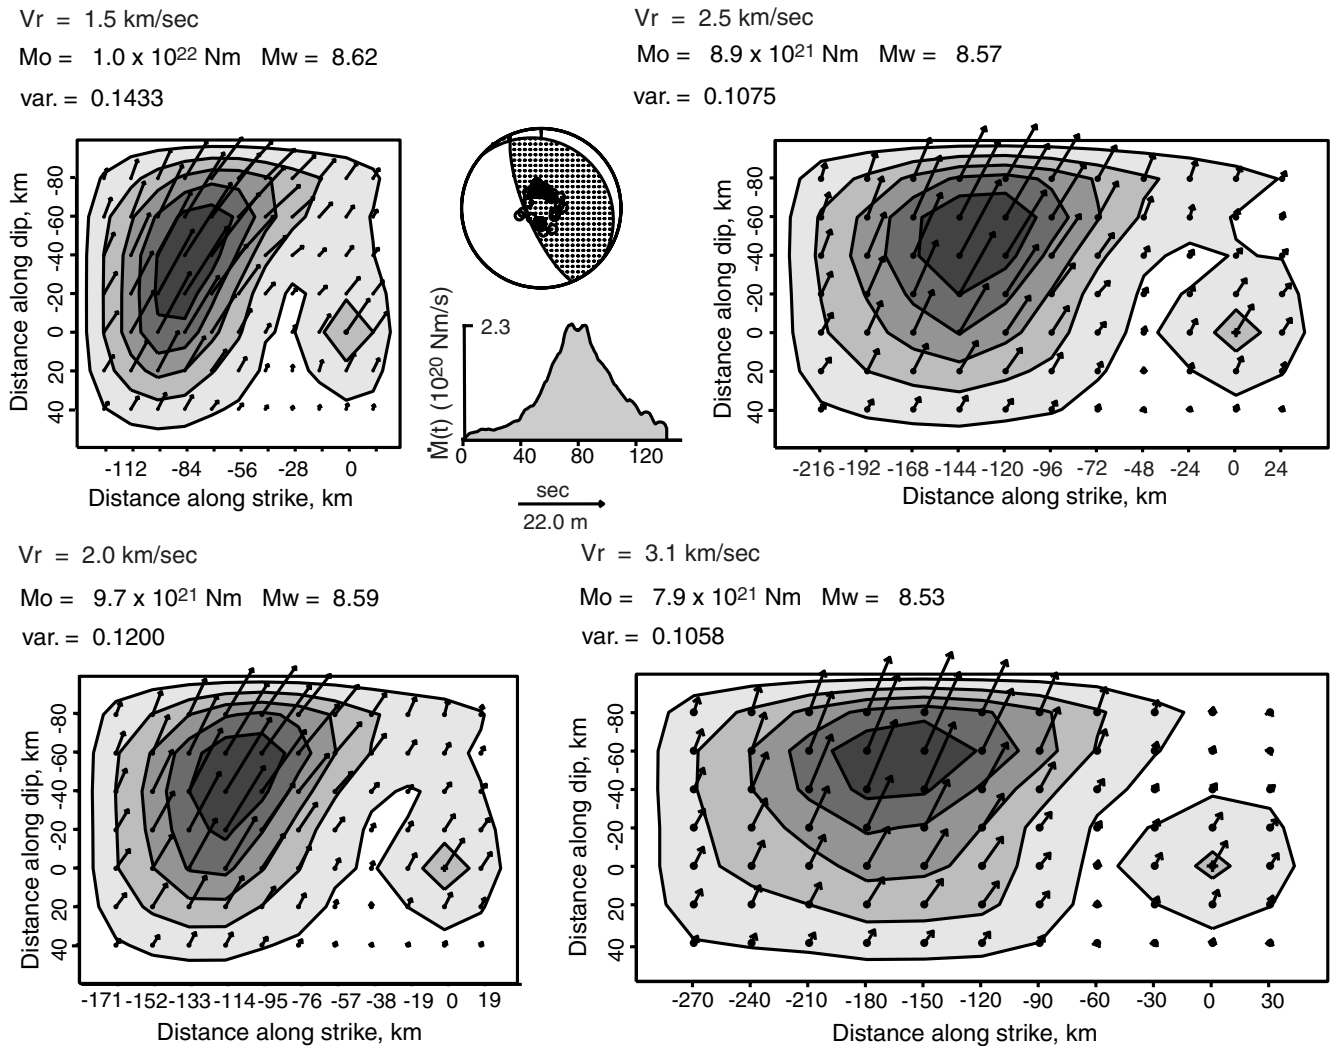 Vr = 1.5 km/sec
Mo = 1.0 x 10²² Nm Mw = 8.62
var. = 0.1433
Distance along dip, km
-80
-60
-40
-20
0
20
40
-112 -84 -56 -28 0
Distance along strike, km
2.3
Ṁ(t) (10²⁰ Nm/s)
0 40 80 120
sec
22.0 m
Vr = 2.5 km/sec
Mo = 8.9 x 10²¹ Nm Mw = 8.57
var. = 0.1075
Distance along dip, km
-80
-60
-40
-20
0
20
40
-216 -192 -168 -144 -120 -96 -72 -48 -24 0 24
Distance along strike, km
Vr = 2.0 km/sec
Mo = 9.7 x 10²¹ Nm Mw = 8.59
var. = 0.1200
Distance along dip, km
-80
-60
-40
-20
0
20
40
-171 -152 -133 -114 -95 -76 -57 -38 -19 0 19
Distance along strike, km
Vr = 3.1 km/sec
Mo = 7.9 x 10²¹ Nm Mw = 8.53
var. = 0.1058
Distance along dip, km
-80
-60
-40
-20
0
20
40
-270 -240 -210 -180 -150 -120 -90 -60 -30 0 30
Distance along strike, km